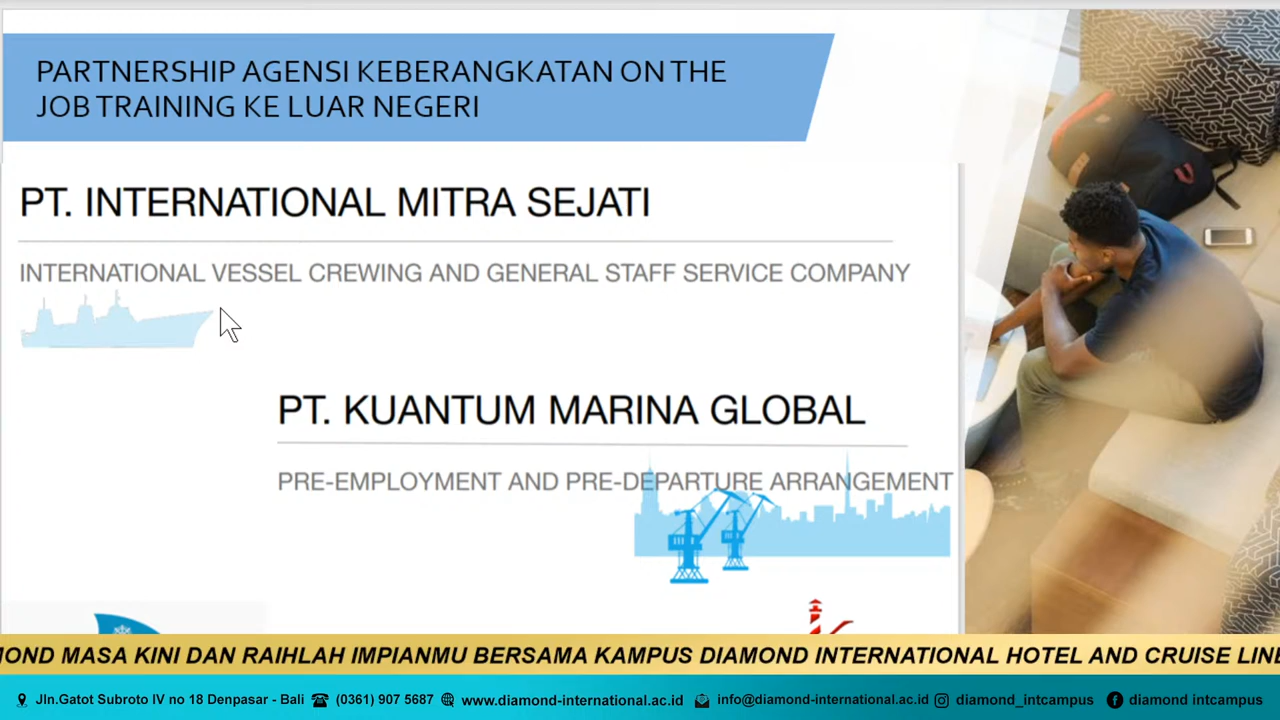 PARTNERSHIP AGENSI KEBERANGKATAN ON THE
JOB TRAINING KE LUAR NEGERI
PT. INTERNATIONAL MITRA SEJATI
INTERNATIONAL VESSEL CREWING AND GENERAL STAFF SERVICE COMPANY
PT. KUANTUM MARINA GLOBAL
PRE-EMPLOYMENT AND PRE-DEPARTURE ARRANGEMENT
MASA KINI DAN RAIHLAH IMPIANMU BERSAMA KAMPUS DIAMOND INTERNATIONAL HOTEL AND CRUISE LINE
Jln.Gatot Subroto IV no 18 Denpasar - Bali (0361) 907 5687 www.diamond-international.ac.id info@diamond-international.ac.id diamond_intcampus diamond intcampus